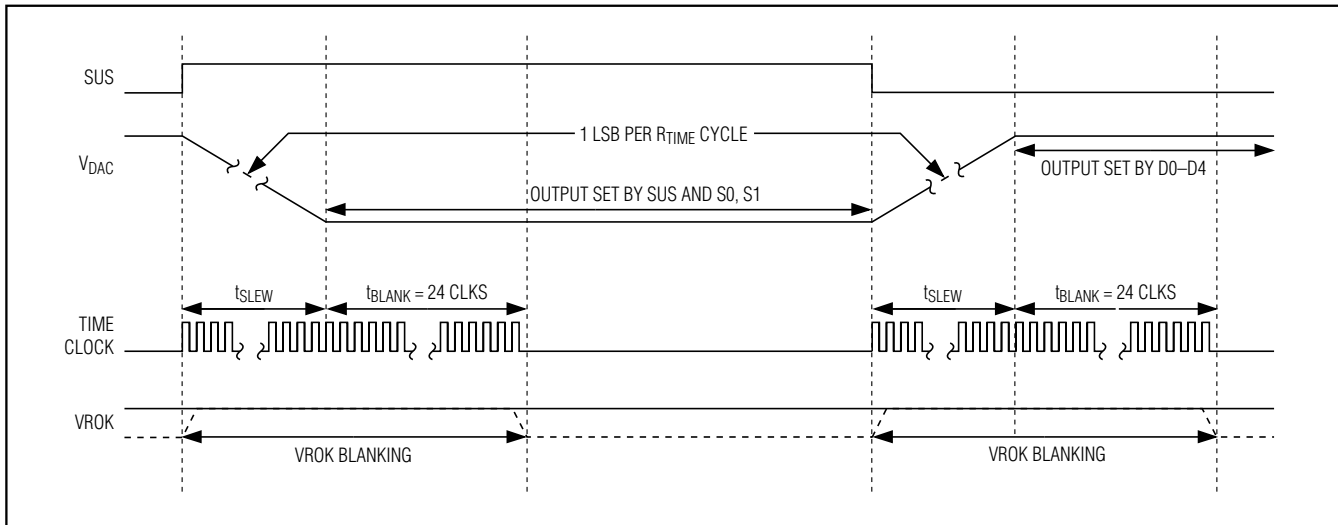 SUS
1 LSB PER RTIME CYCLE
VDAC
OUTPUT SET BY D0–D4
OUTPUT SET BY SUS AND S0, S1
tSLEW
tBLANK = 24 CLKS
tSLEW
tBLANK = 24 CLKS
TIME
CLOCK
VROK
VROK BLANKING
VROK BLANKING